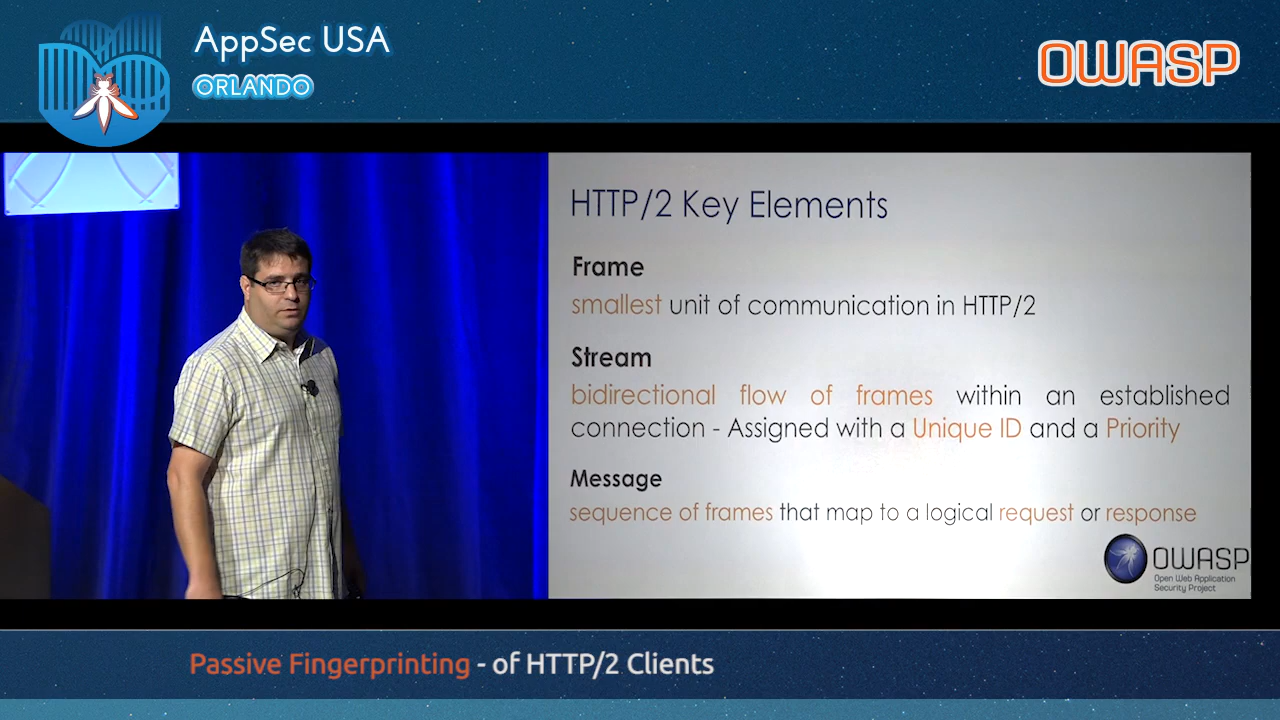 AppSec USA
ORLANDO
OWASP
HTTP/2 Key Elements
Frame
smallest unit of communication in HTTP/2
Stream
bidirectional flow of frames within an established
connection - Assigned with a Unique ID and a Priority
Message
sequence of frames that map to a logical request or response
OWASP
Open Web Application
Security Project
Passive Fingerprinting - of HTTP/2 Clients